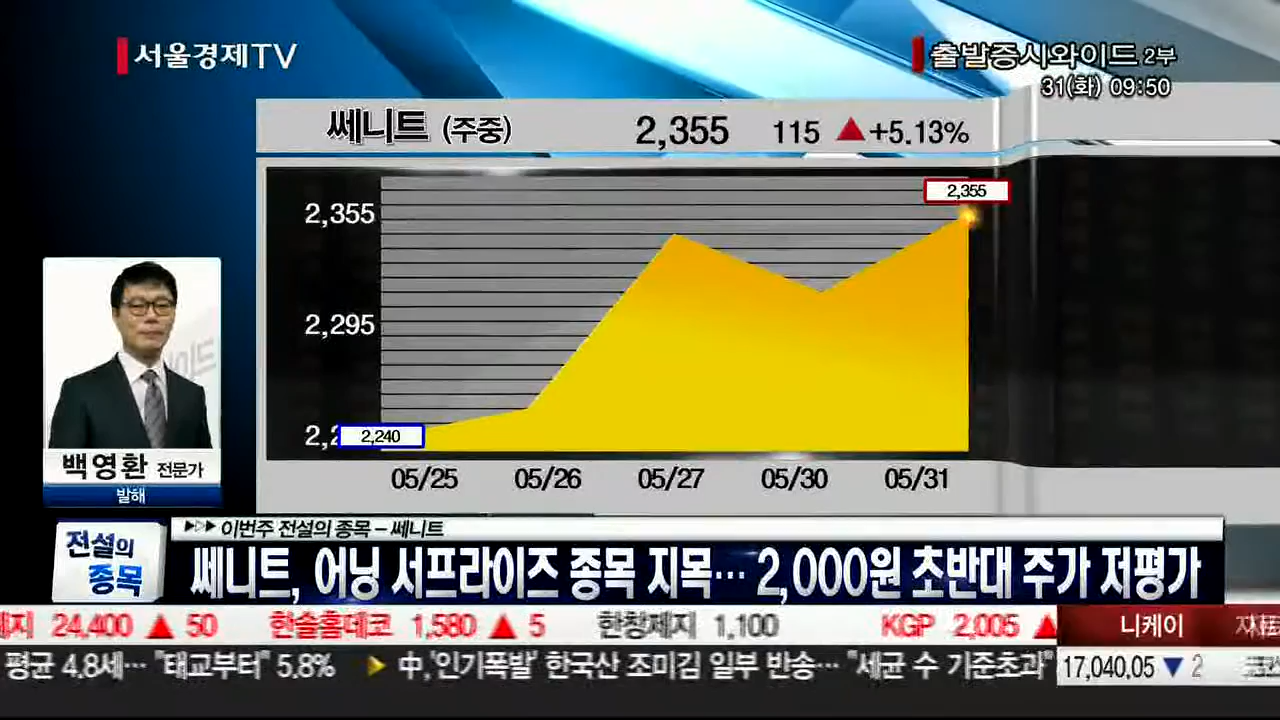 서울경제TV
출발증시와이드 2부
31(화) 09:50
쎄니트 (주중) 2,355 115 ▲+5.13%
2,355
2,355
2,295
2,240
05/25 05/26 05/27 05/30 05/31
백영환 전문가
발해
▶▷▶ 이번주 전설의 종목 – 쎄니트
전설의 종목
쎄니트, 어닝 서프라이즈 종목 지목… 2,000원 초반대 주가 저평가
24,400 ▲ 50 한솔홈데코 1,580 ▲ 5 한창제지 1,100 KGP 2,005 ▲
니케이
평균 4.8세… "태교부터" 5.8% ▶ 中,'인기폭발' 한국산 조미김 일부 반송… "세균 수 기준초과"
17,040.05 ▼ 2